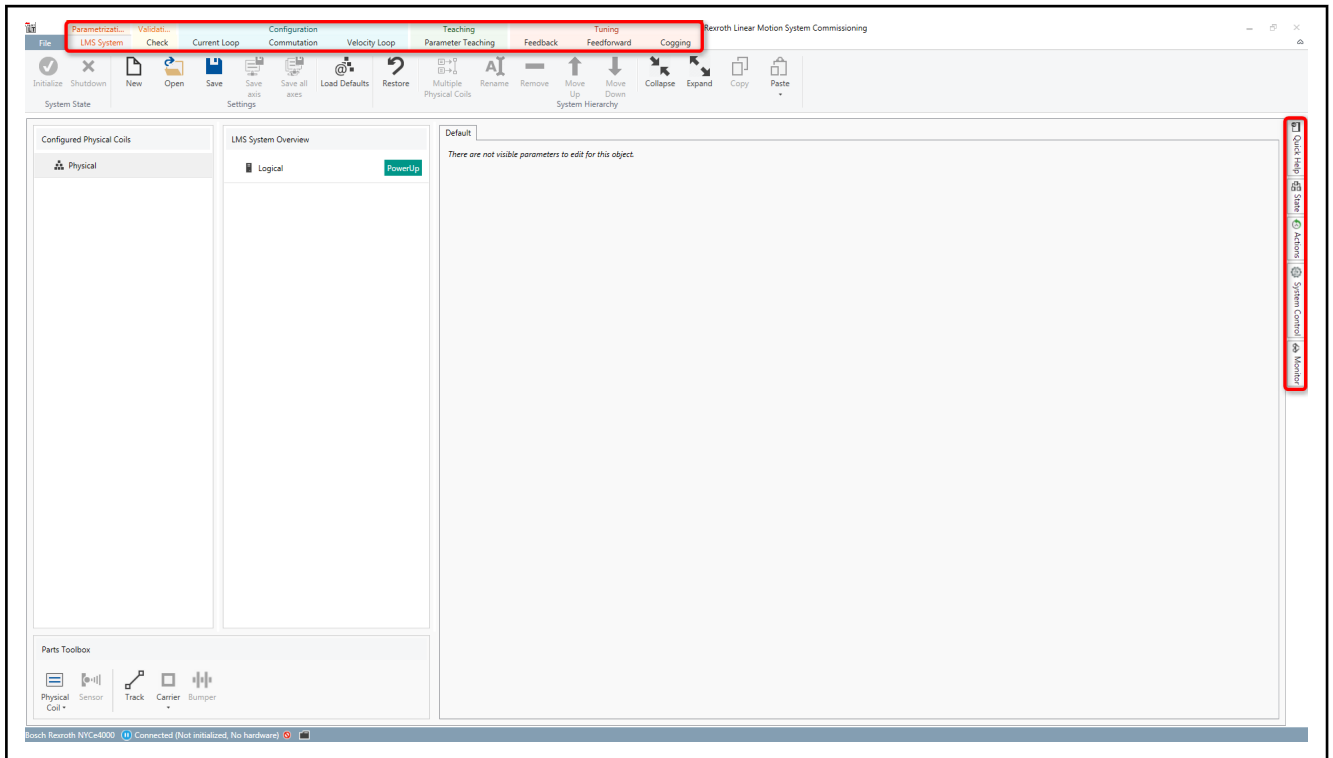 Parametrizati... Validati... Configuration Teaching Tuning Rexroth Linear Motion System Commissioning
File LMS System Check Current Loop Commutation Velocity Loop Parameter Teaching Feedback Feedforward Cogging
Initialize Shutdown New Open Save Save axis Save all axes Load Defaults Restore Multiple Physical Coils Rename Remove Move Up Move Down Collapse Expand Copy Paste
System State Settings System Hierarchy
Configured Physical Coils
Physical
LMS System Overview
Logical PowerUp
Default
There are not visible parameters to edit for this object.
Quick Help
State
Actions
System Control
Monitor
Parts Toolbox
Physical Coil Sensor Track Carrier Bumper
Bosch Rexroth NYCe4000 Connected (Not initialized, No hardware)